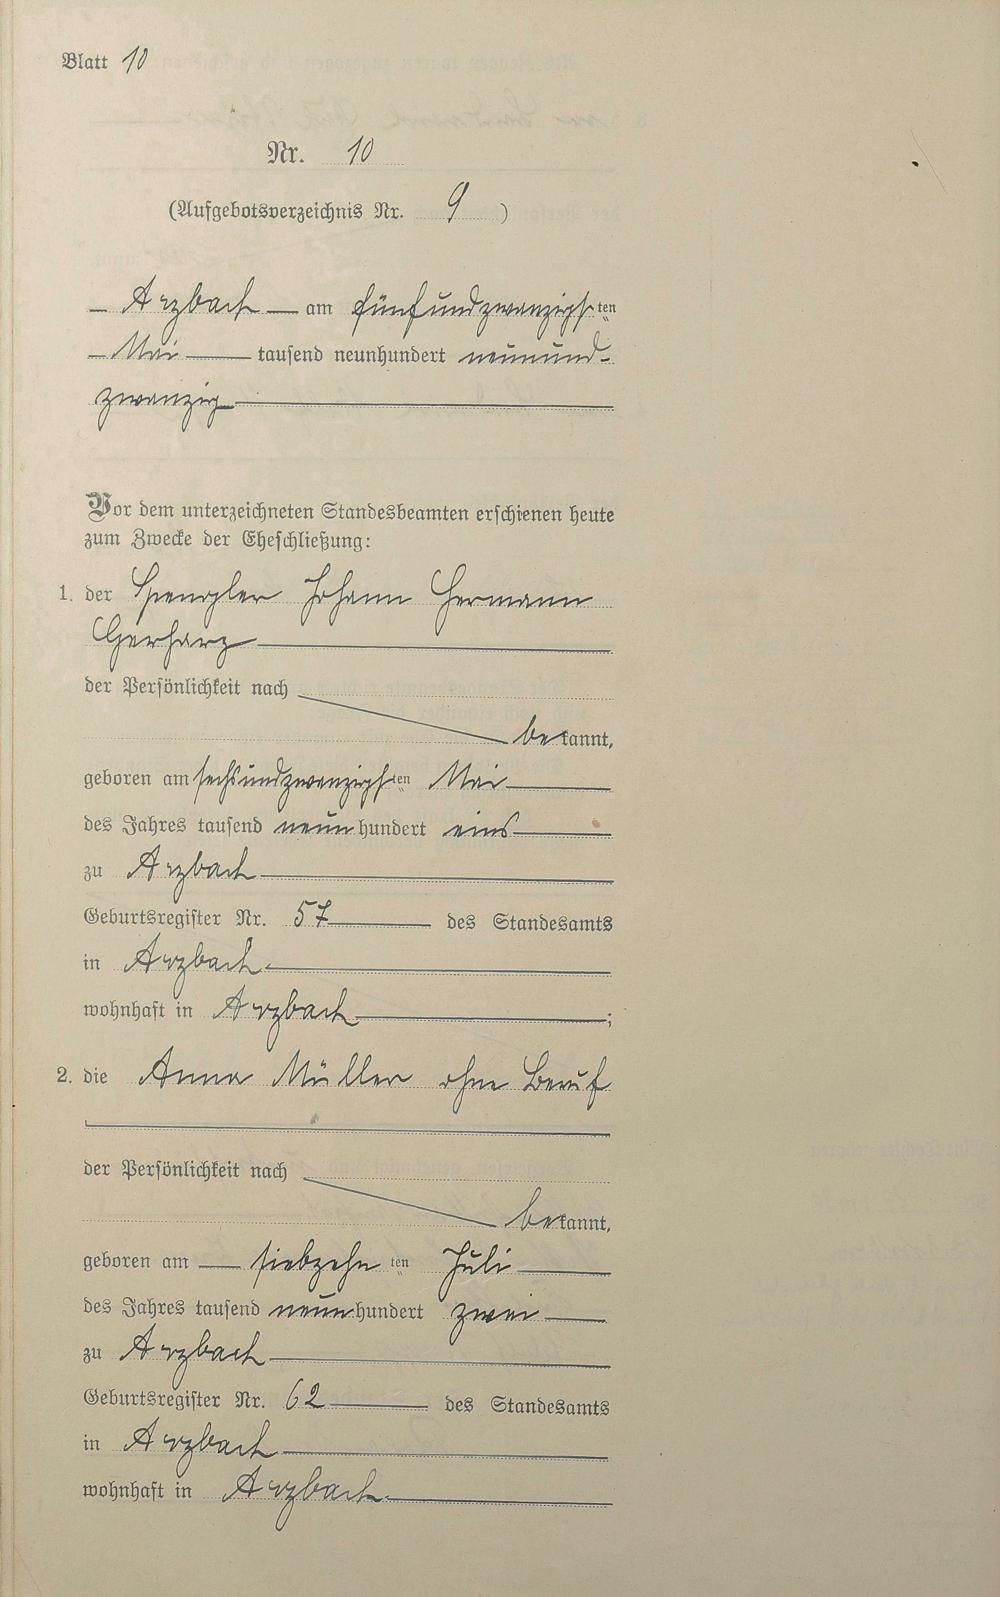 Blatt 10
Nr. 10
(Aufgebotsverzeichnis Nr. 9)
Arzbach am fünfundzwanzigsten
Mai tausend neunhundert neunund-
zwanzig
Vor dem unterzeichneten Standesbeamten erschienen heute
zum Zwecke der Eheschließung:
1. der Spengler Johann Hermann
Gerharz
der Persönlichkeit nach
bekannt,
geboren am sechsundzwanzigsten Mai
des Jahres tausend neunhundert eins
zu Arzbach
Geburtsregister Nr. 57 des Standesamts
in Arzbach
wohnhaft in Arzbach;
2. die Anna Müller ohne Beruf
der Persönlichkeit nach
bekannt,
geboren am siebzehnten Juli
des Jahres tausend neunhundert zwei
zu Arzbach
Geburtsregister Nr. 62 des Standesamts
in Arzbach
wohnhaft in Arzbach